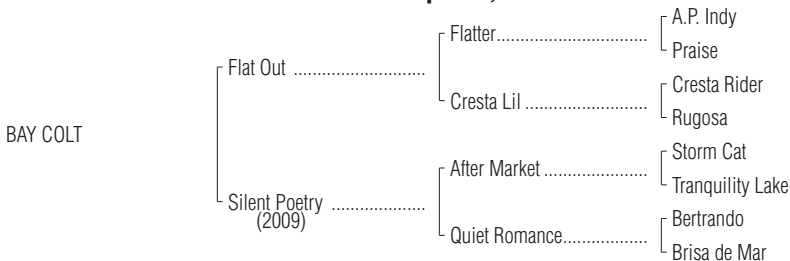 A.P. Indy
Flatter................................
Praise
Flat Out ............................
Cresta Rider
Cresta Lil ..........................
Rugosa
BAY COLT
Storm Cat
After Market ......................
Tranquility Lake
Silent Poetry ....................
(2009)
Bertrando
Quiet Romance..................
Brisa de Mar